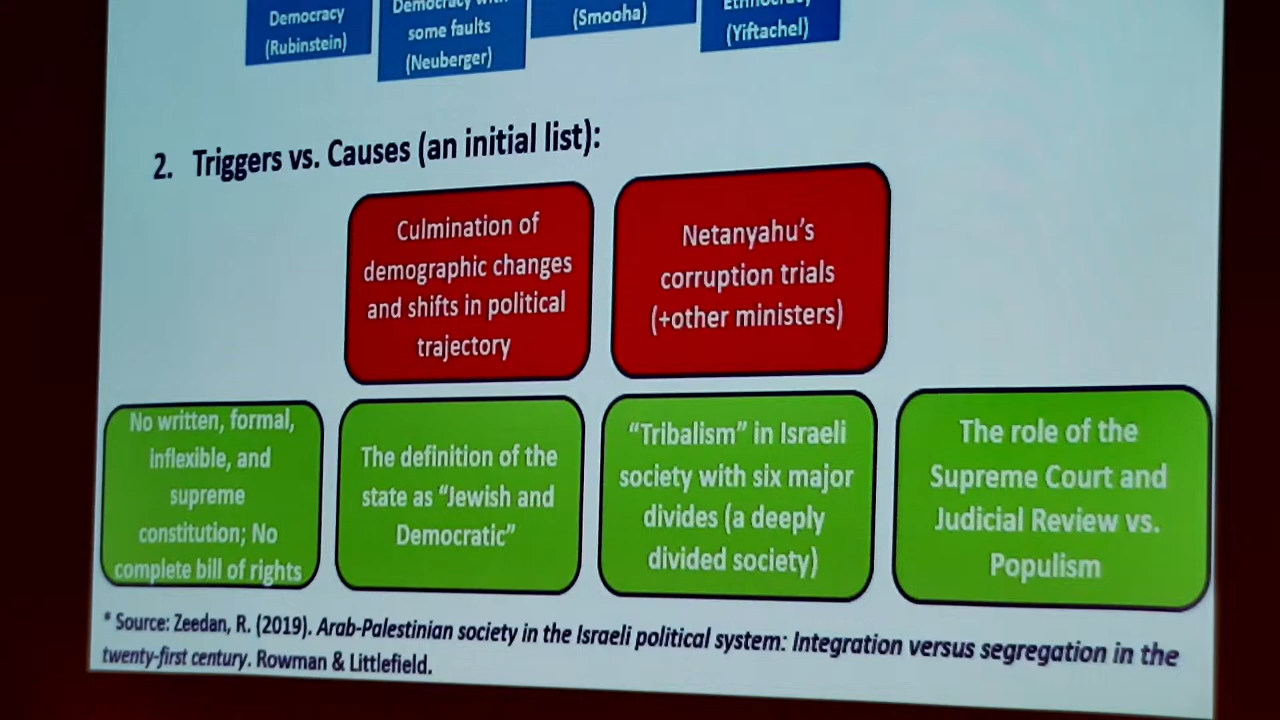 Democracy
(Rubinstein)
Democracy with
some faults
(Neuberger)
(Smooha)
Ethnocracy
(Yiftachel)
2. Triggers vs. Causes (an initial list):
Culmination of
demographic changes
and shifts in political
trajectory
Netanyahu’s
corruption trials
(+other ministers)
No written, formal,
inflexible, and
supreme
constitution; No
complete bill of rights
The definition of the
state as “Jewish and
Democratic”
“Tribalism” in Israeli
society with six major
divides (a deeply
divided society)
The role of the
Supreme Court and
Judicial Review vs.
Populism
* Source: Zeedan, R. (2019). Arab-Palestinian society in the Israeli political system: Integration versus segregation in the
twenty-first century. Rowman & Littlefield.